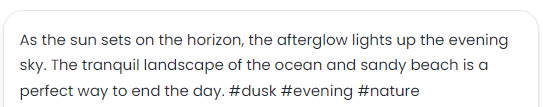 As the sun sets on the horizon, the afterglow lights up the evening
sky. The tranquil landscape of the ocean and sandy beach is a
perfect way to end the day. #dusk #evening #nature